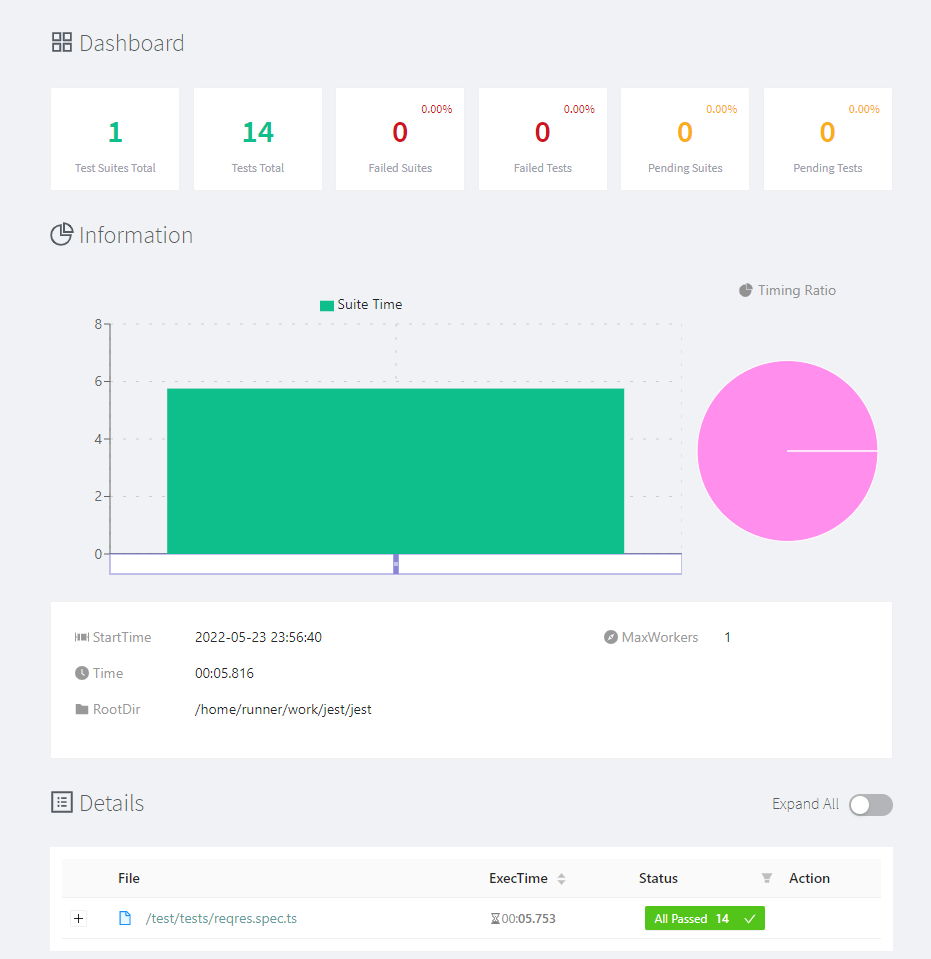 Dashboard
0.00% 0.00% 0.00% 0.00%
1 14 0 0 0 0
Test Suites Total Tests Total Failed Suites Failed Tests Pending Suites Pending Tests
Information
Timing Ratio
Suite Time
8
6
4
2
0
StartTime 2022-05-23 23:56:40 MaxWorkers 1
Time 00:05.816
RootDir /home/runner/work/jest/jest
Details Expand All
File ExecTime Status Action
/test/tests/reqres.spec.ts 00:05.753 All Passed 14